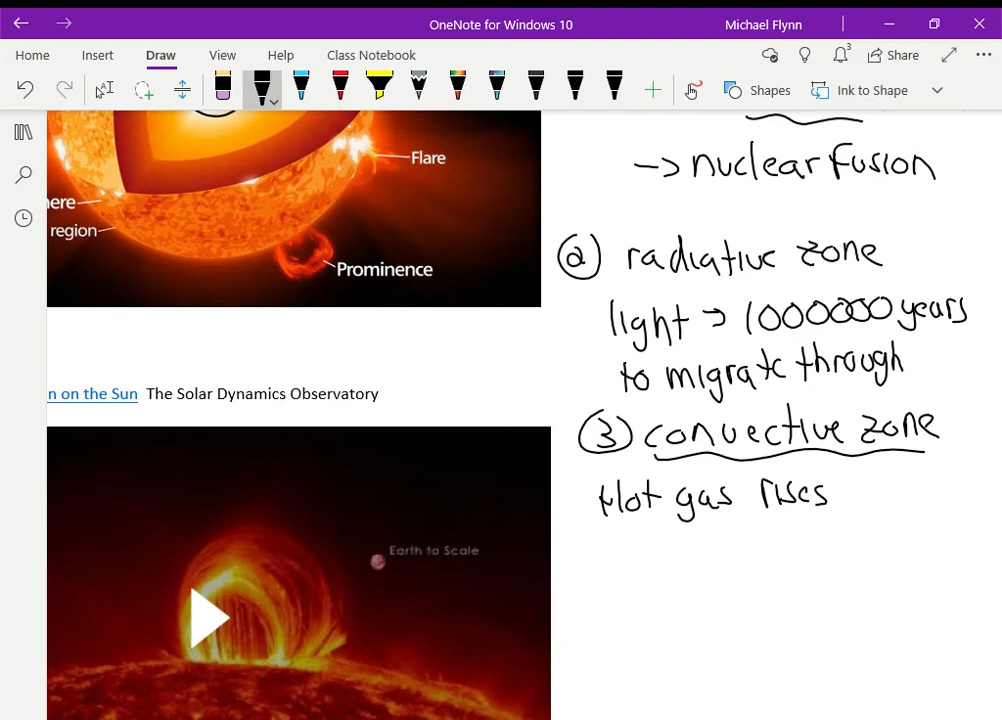 OneNote for Windows 10
Michael Flynn
Home Insert Draw View Help Class Notebook
3
Share
Shapes
Ink to Shape
Flare
here
region
Prominence
→ nuclear fusion
② radiative zone
light → 1000000 years
to migrate through
n on the Sun The Solar Dynamics Observatory
③ convective zone
Hot gas rises
Earth to Scale